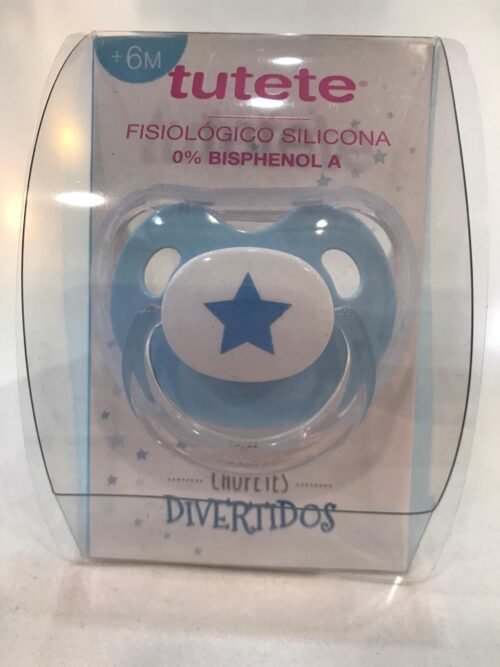 +6M
tutete®
FISIOLÓGICO SILICONA
0% BISPHENOL A
CHUPETES
DIVERTIDOS